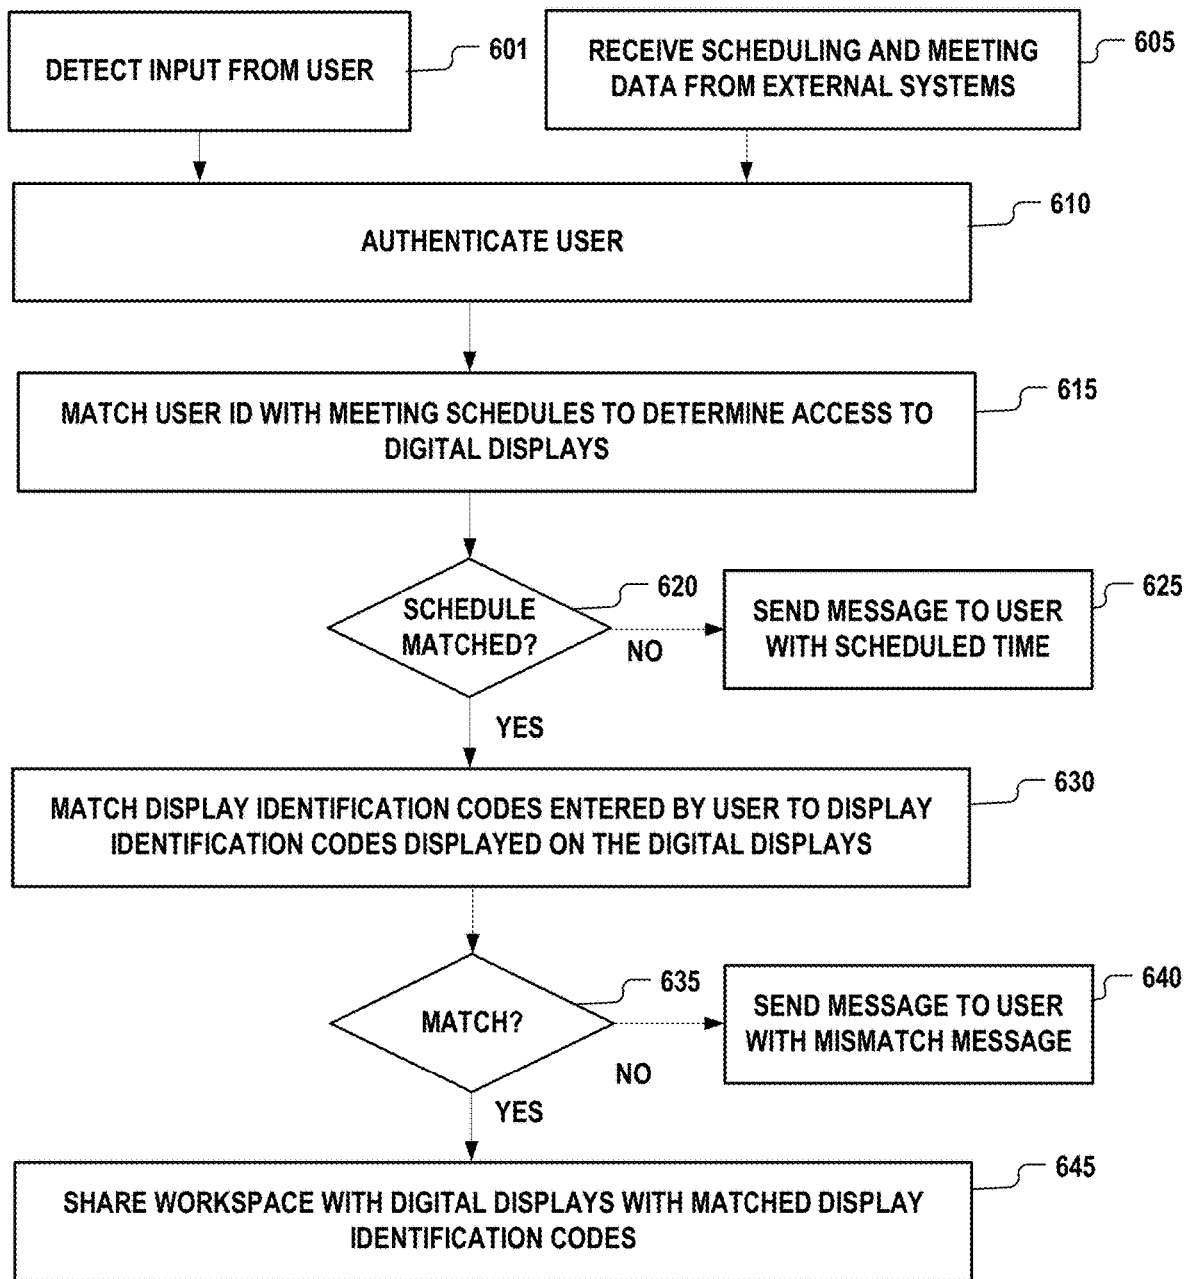 DETECT INPUT FROM USER
601
RECEIVE SCHEDULING AND MEETING
DATA FROM EXTERNAL SYSTEMS
605
AUTHENTICATE USER
610
MATCH USER ID WITH MEETING SCHEDULES TO DETERMINE ACCESS TO
DIGITAL DISPLAYS
615
SCHEDULE
MATCHED?
620
NO
YES
SEND MESSAGE TO USER
WITH SCHEDULED TIME
625
MATCH DISPLAY IDENTIFICATION CODES ENTERED BY USER TO DISPLAY
IDENTIFICATION CODES DISPLAYED ON THE DIGITAL DISPLAYS
630
MATCH?
635
NO
YES
SEND MESSAGE TO USER
WITH MISMATCH MESSAGE
640
SHARE WORKSPACE WITH DIGITAL DISPLAYS WITH MATCHED DISPLAY
IDENTIFICATION CODES
645